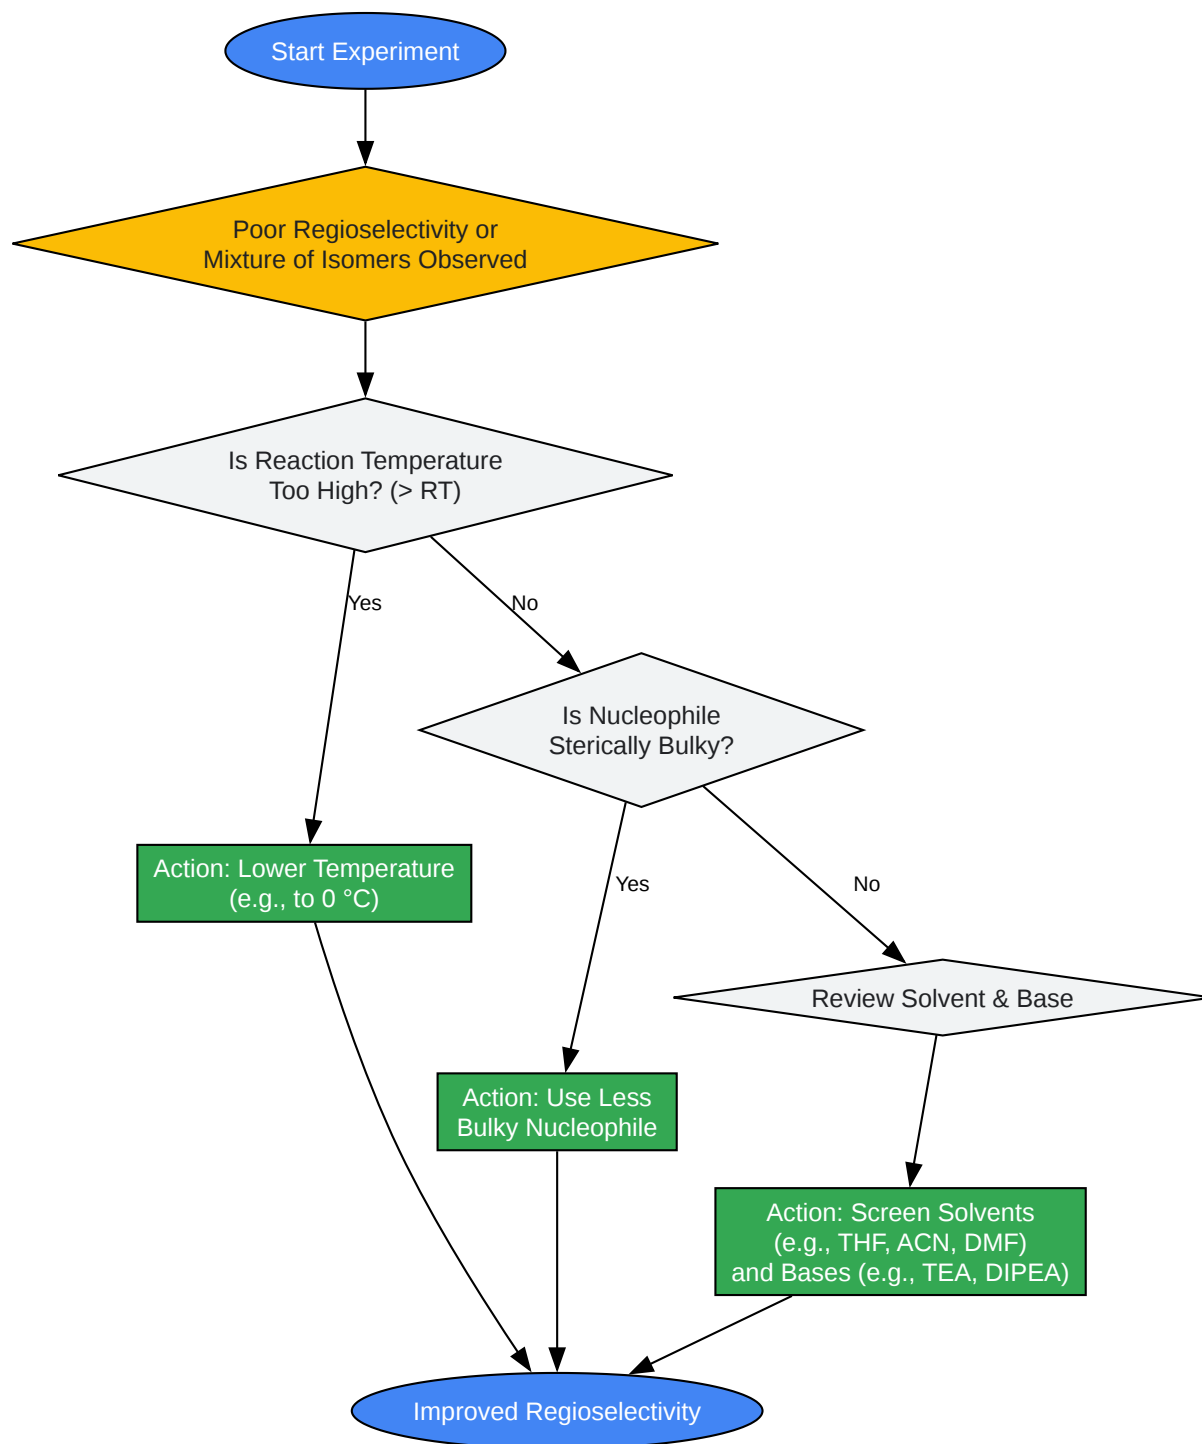 Start Experiment
Poor Regioselectivity or
Mixture of Isomers Observed
Is Reaction Temperature
Too High? (> RT)
Yes
No
Is Nucleophile
Sterically Bulky?
Action: Lower Temperature
(e.g., to 0 °C)
Yes
No
Review Solvent & Base
Action: Use Less
Bulky Nucleophile
Action: Screen Solvents
(e.g., THF, ACN, DMF)
and Bases (e.g., TEA, DIPEA)
Improved Regioselectivity